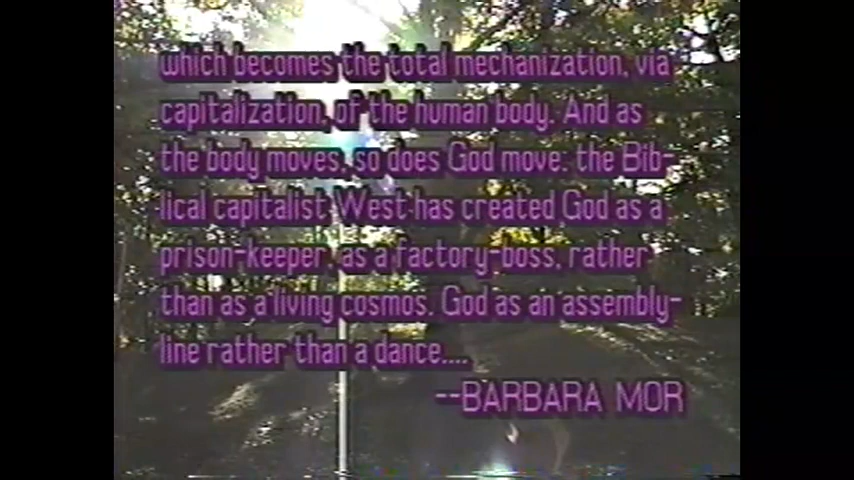 which becomes the total mechanization, via
capitalization, of the human body. And as
the body moves, so does God move: the Bib-
lical capitalist West has created God as a
prison-keeper, as a factory-boss, rather
than as a living cosmos. God as an assembly-
line rather than a dance....
--BARBARA MOR